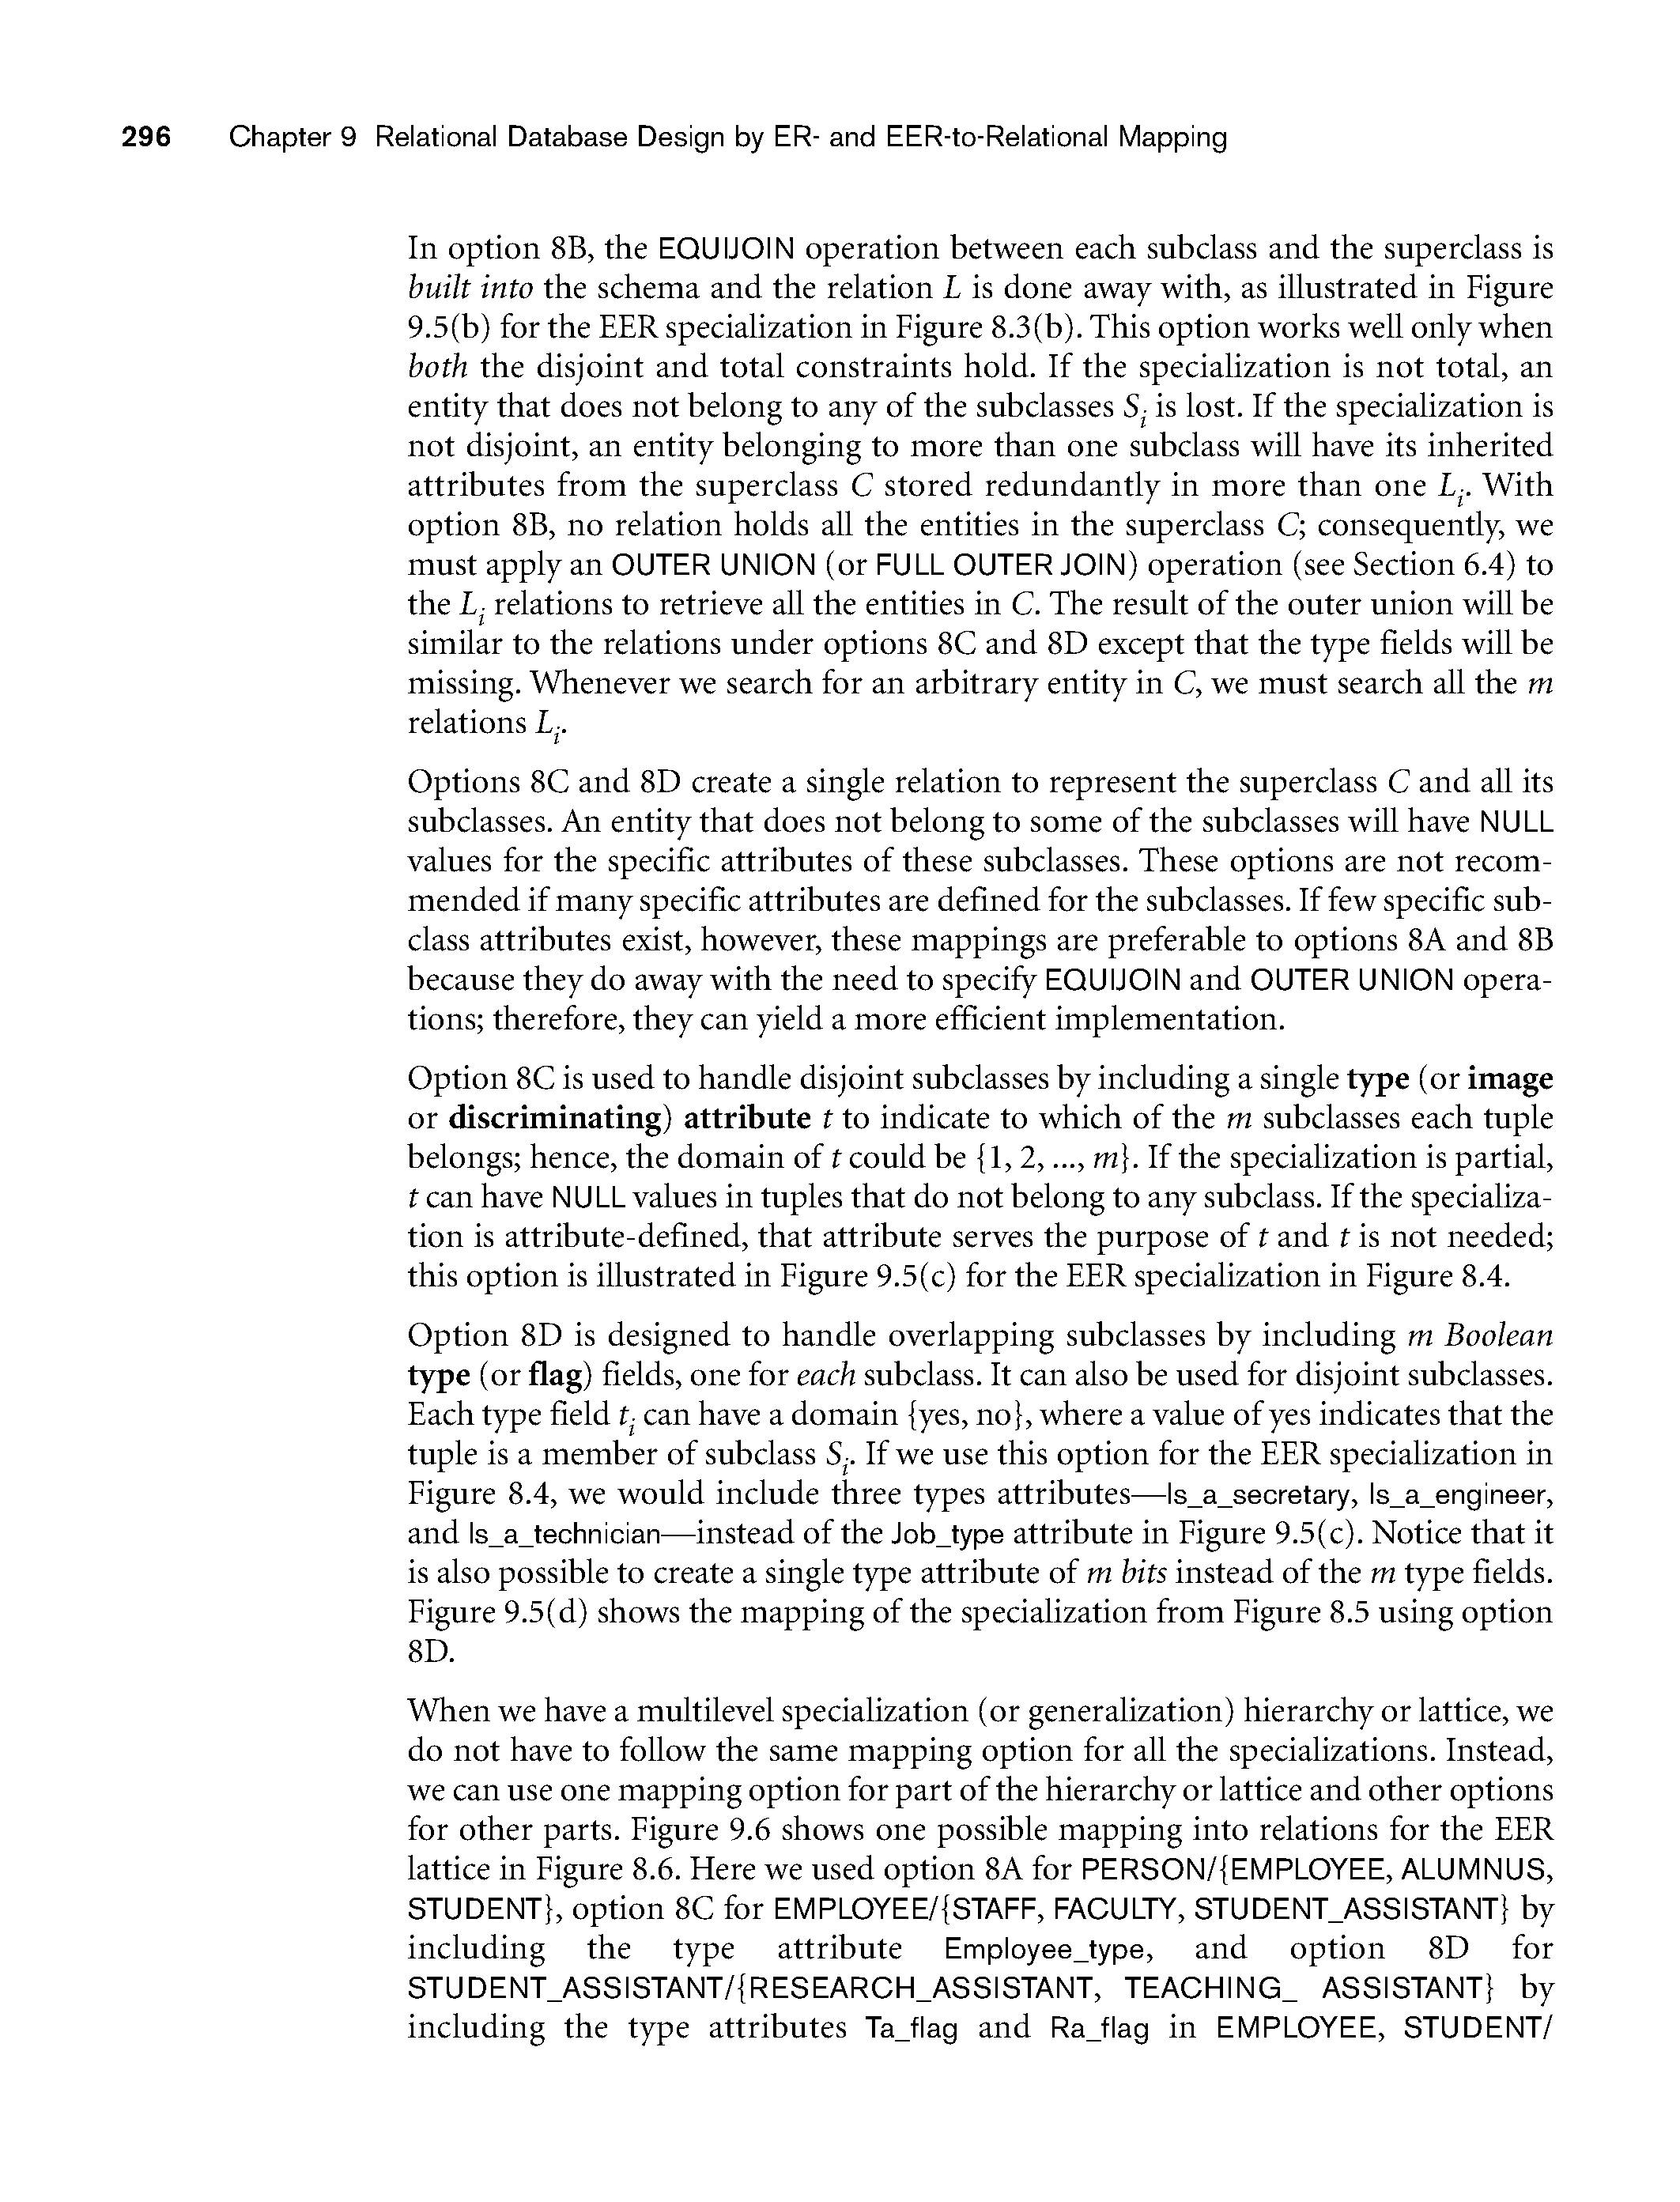 296 Chapter 9 Relational Database Design by ER- and EER-to-Relational Mapping
In option 8B, the EQUIJOIN operation between each subclass and the superclass is
built into the schema and the relation L is done away with, as illustrated in Figure
9.5(b) for the EER specialization in Figure 8.3(b). This option works well only when
both the disjoint and total constraints hold. If the specialization is not total, an
entity that does not belong to any of the subclasses Si is lost. If the specialization is
not disjoint, an entity belonging to more than one subclass will have its inherited
attributes from the superclass C stored redundantly in more than one Li. With
option 8B, no relation holds all the entities in the superclass C; consequently, we
must apply an OUTER UNION (or FULL OUTER JOIN) operation (see Section 6.4) to
the Li relations to retrieve all the entities in C. The result of the outer union will be
similar to the relations under options 8C and 8D except that the type fields will be
missing. Whenever we search for an arbitrary entity in C, we must search all the m
relations Li.
Options 8C and 8D create a single relation to represent the superclass C and all its
subclasses. An entity that does not belong to some of the subclasses will have NULL
values for the specific attributes of these subclasses. These options are not recom-
mended if many specific attributes are defined for the subclasses. If few specific sub-
class attributes exist, however, these mappings are preferable to options 8A and 8B
because they do away with the need to specify EQUIJOIN and OUTER UNION opera-
tions; therefore, they can yield a more efficient implementation.
Option 8C is used to handle disjoint subclasses by including a single type (or image
or discriminating) attribute t to indicate to which of the m subclasses each tuple
belongs; hence, the domain of t could be {1, 2, ..., m}. If the specialization is partial,
t can have NULL values in tuples that do not belong to any subclass. If the specializa-
tion is attribute-defined, that attribute serves the purpose of t and t is not needed;
this option is illustrated in Figure 9.5(c) for the EER specialization in Figure 8.4.
Option 8D is designed to handle overlapping subclasses by including m Boolean
type (or flag) fields, one for each subclass. It can also be used for disjoint subclasses.
Each type field ti can have a domain {yes, no}, where a value of yes indicates that the
tuple is a member of subclass Si. If we use this option for the EER specialization in
Figure 8.4, we would include three types attributes—Is_a_secretary, Is_a_engineer,
and Is_a_technician—instead of the Job_type attribute in Figure 9.5(c). Notice that it
is also possible to create a single type attribute of m bits instead of the m type fields.
Figure 9.5(d) shows the mapping of the specialization from Figure 8.5 using option
8D.
When we have a multilevel specialization (or generalization) hierarchy or lattice, we
do not have to follow the same mapping option for all the specializations. Instead,
we can use one mapping option for part of the hierarchy or lattice and other options
for other parts. Figure 9.6 shows one possible mapping into relations for the EER
lattice in Figure 8.6. Here we used option 8A for PERSON/{EMPLOYEE, ALUMNUS,
STUDENT}, option 8C for EMPLOYEE/{STAFF, FACULTY, STUDENT_ASSISTANT} by
including the type attribute Employee_type, and option 8D for
STUDENT_ASSISTANT/{RESEARCH_ASSISTANT, TEACHING_ ASSISTANT} by
including the type attributes Ta_flag and Ra_flag in EMPLOYEE, STUDENT/